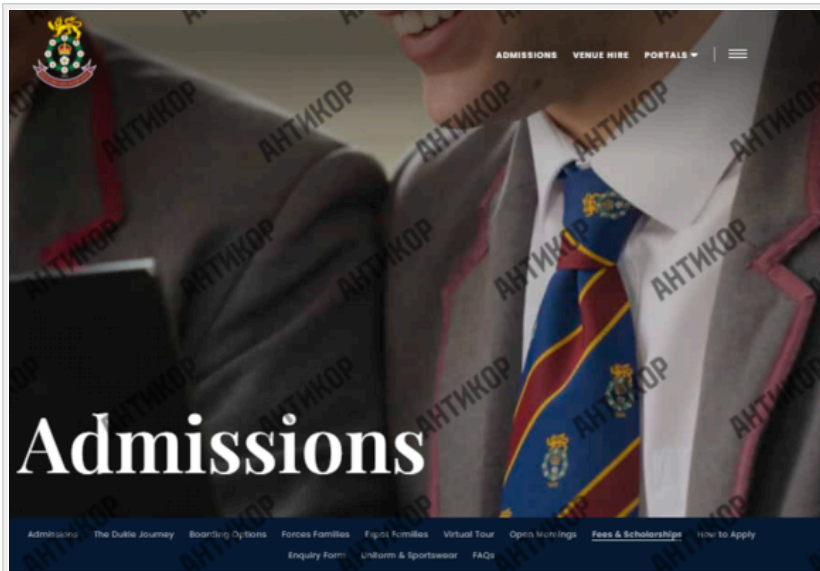 ADMISSIONS VENUE HIRE PORTALS
Admissions
Admissions The Dukie Journey Boarding Options Forces Families Expat Families Virtual Tour Open Mornings Fees & Scholarships How to Apply
Enquiry Form Uniform & Sportswear FAQs
АНТИКОР